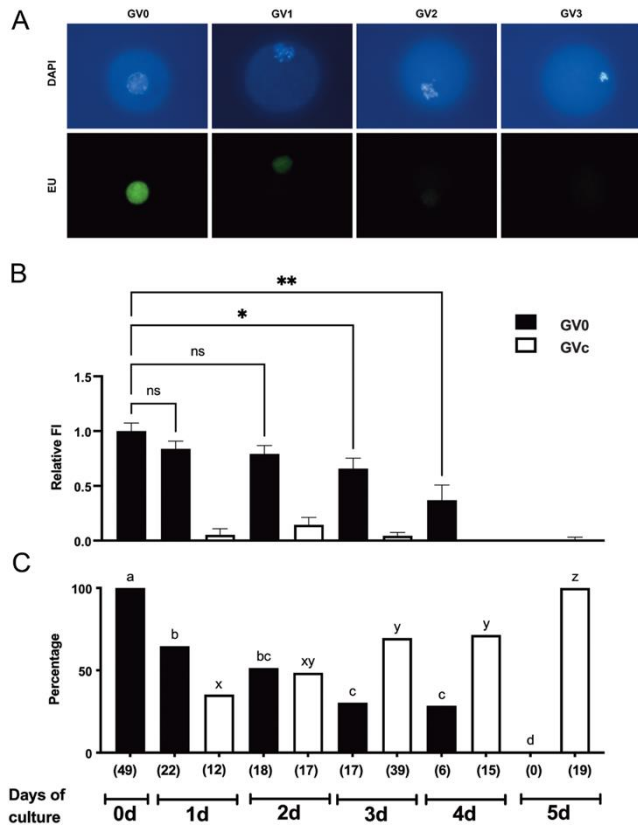 A
GV0 GV1 GV2 GV3
DAPI
EU
B
**
*
ns
ns
GV0
GVc
Relative FI
1.5
1.0
0.5
0.0
C
Percentage
100
50
0
a b x bc xy c y c y d z
(49) (22) (12) (18) (17) (17) (39) (6) (15) (0) (19)
Days of
culture
0d 1d 2d 3d 4d 5d